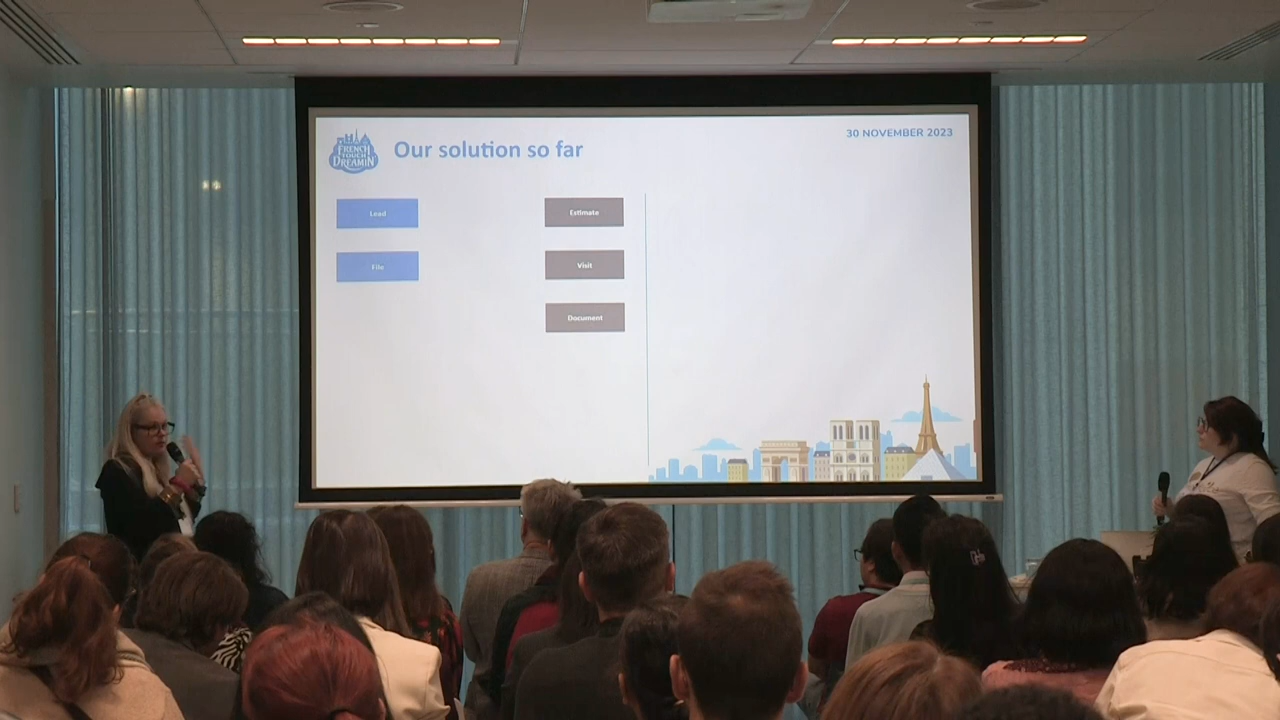 FRENCH
TOUCH
DREAMIN
Our solution so far
30 NOVEMBER 2023
Lead
Estimate
File
Visit
Document